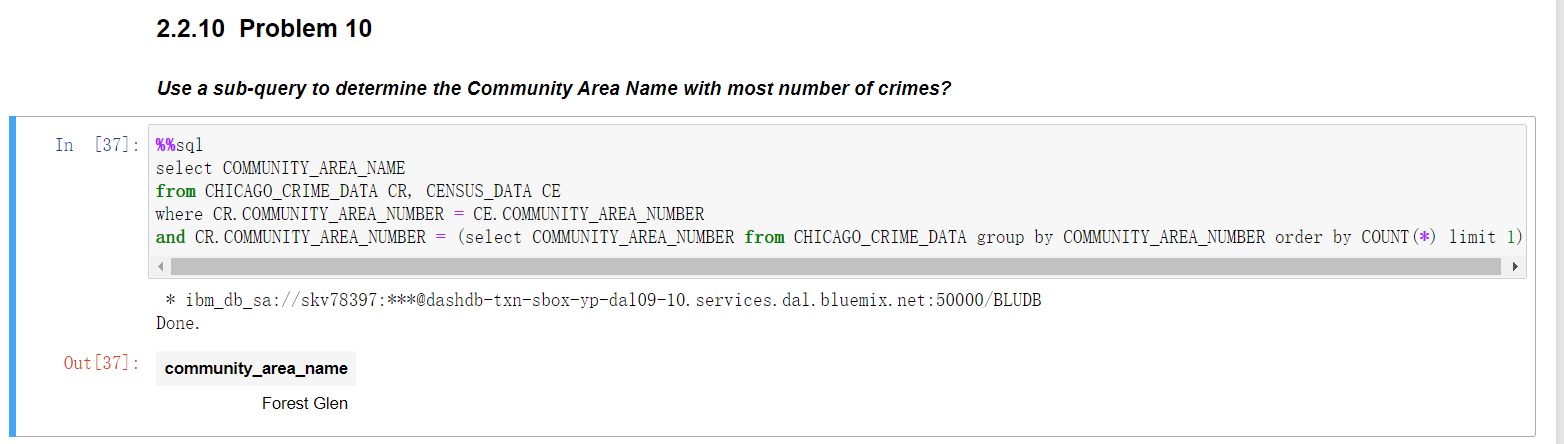 2.2.10 Problem 10
Use a sub-query to determine the Community Area Name with most number of crimes?
In [37]: %%sql
select COMMUNITY_AREA_NAME
from CHICAGO_CRIME_DATA CR, CENSUS_DATA CE
where CR.COMMUNITY_AREA_NUMBER = CE.COMMUNITY_AREA_NUMBER
and CR.COMMUNITY_AREA_NUMBER = (select COMMUNITY_AREA_NUMBER from CHICAGO_CRIME_DATA group by COMMUNITY_AREA_NUMBER order by COUNT(*) limit 1)
* ibm_db_sa://skv78397:***@dashdb-txn-sbox-yp-dal09-10.services.dal.bluemix.net:50000/BLUDB
Done.
Out[37]: community_area_name
Forest Glen